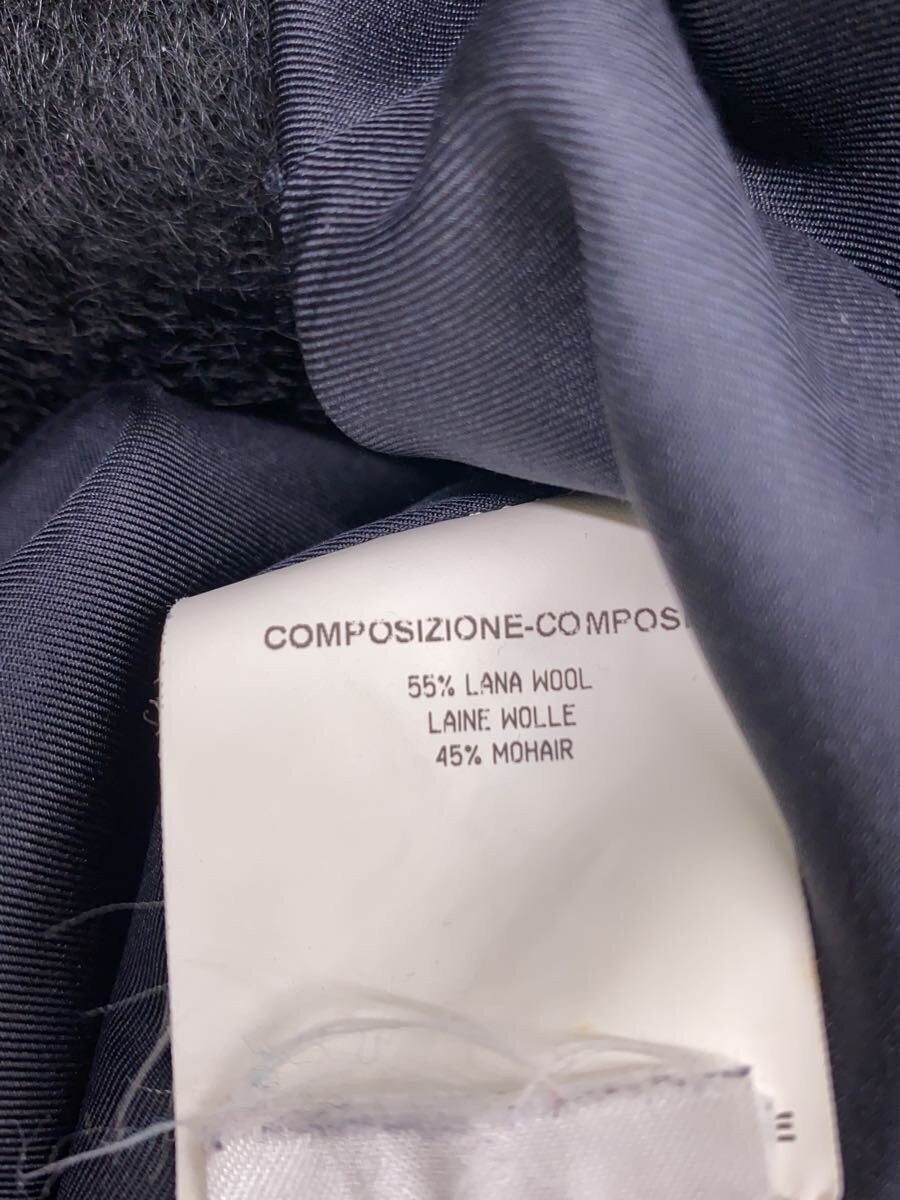 COMPOSIZIONE-COMPOSI
55% LANA WOOL
LAINE WOLLE
45% MOHAIR